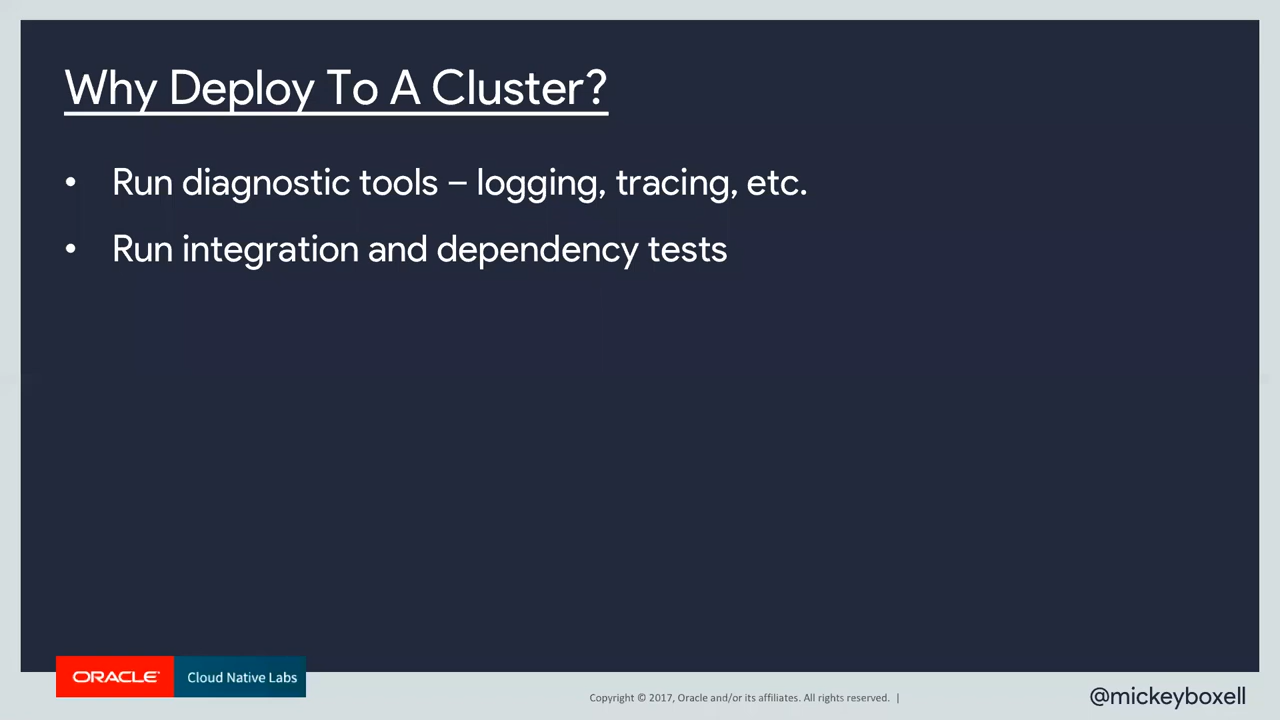 Why Deploy To A Cluster?
• Run diagnostic tools – logging, tracing, etc.
• Run integration and dependency tests
ORACLE Cloud Native Labs
Copyright © 2017, Oracle and/or its affiliates. All rights reserved. |
@mickeyboxell